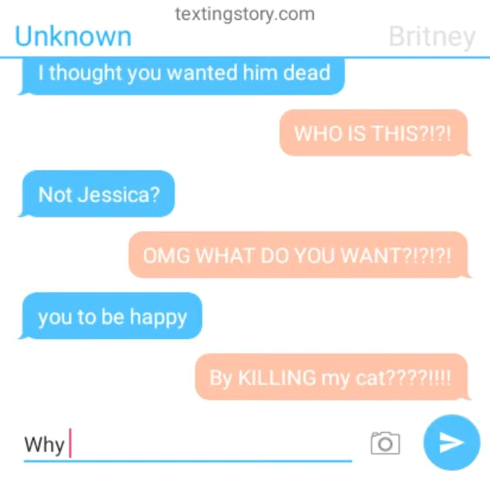 textingstory.com
Unknown
Britney
I thought you wanted him dead
WHO IS THIS?!?!
Not Jessica?
OMG WHAT DO YOU WANT?!?!?!
you to be happy
By KILLING my cat????!!!!
Why